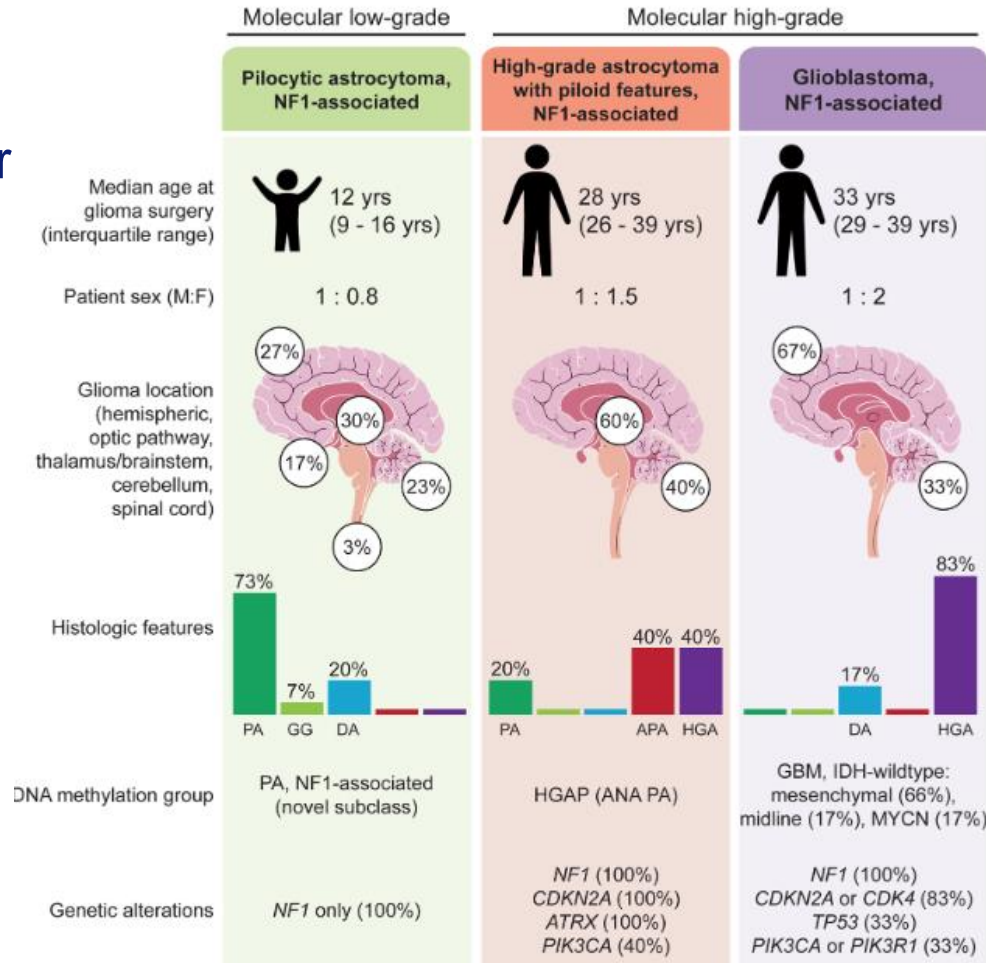 Molecular low-grade
Molecular high-grade
Pilocytic astrocytoma,
NF1-associated
High-grade astrocytoma
with piloid features,
NF1-associated
Glioblastoma,
NF1-associated
r
Median age at
glioma surgery
(interquartile range)
12 yrs
(9 - 16 yrs)
28 yrs
(26 - 39 yrs)
33 yrs
(29 - 39 yrs)
Patient sex (M:F)
1 : 0.8
1 : 1.5
1 : 2
Glioma location
(hemispheric,
optic pathway,
thalamus/brainstem,
cerebellum,
spinal cord)
27%
30%
17%
23%
3%
60%
40%
67%
33%
Histologic features
73%
7%
20%
PA GG DA
20%
40% 40%
PA APA HGA
17%
83%
DA HGA
DNA methylation group
PA, NF1-associated
(novel subclass)
HGAP (ANA PA)
GBM, IDH-wildtype:
mesenchymal (66%),
midline (17%), MYCN (17%)
Genetic alterations
NF1 only (100%)
NF1 (100%)
CDKN2A (100%)
ATRX (100%)
PIK3CA (40%)
NF1 (100%)
CDKN2A or CDK4 (83%)
TP53 (33%)
PIK3CA or PIK3R1 (33%)